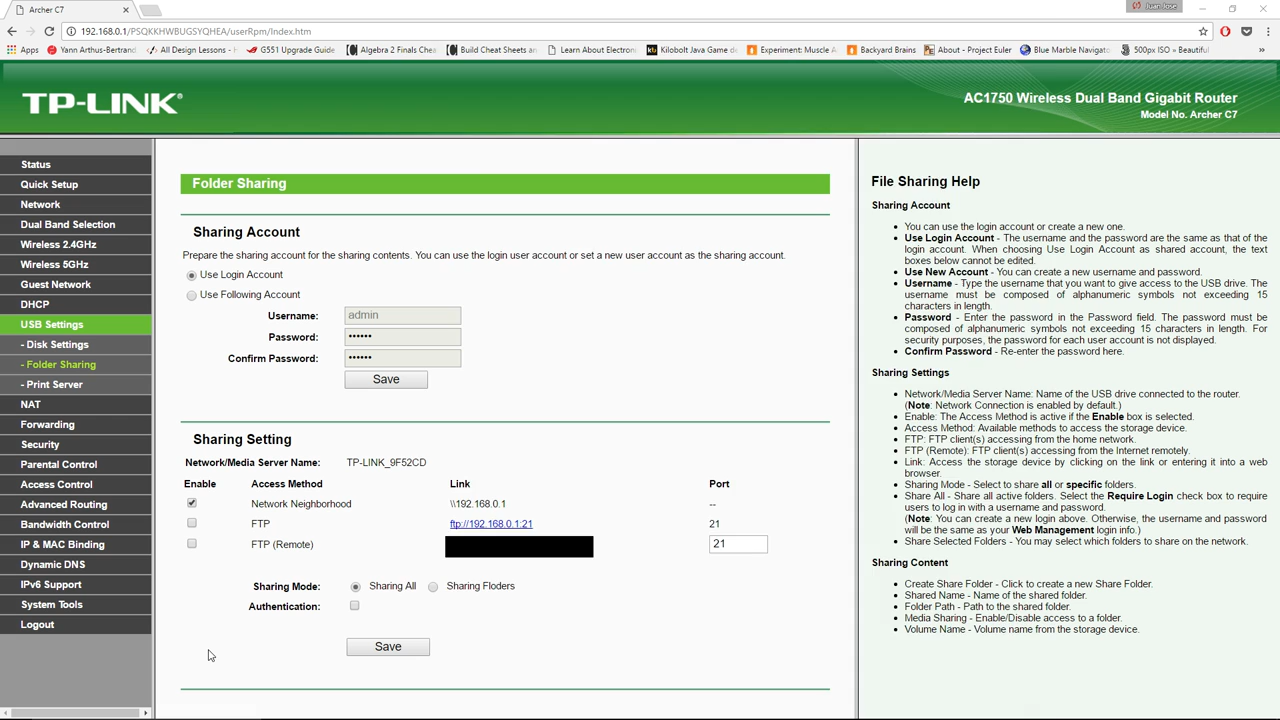 Archer C7
Juan Jose
192.168.0.1/PSQKKHWBUGSYQHEA/userRpm/Index.htm
Apps
Yann Arthus-Bertrand
All Design Lessons -
G551 Upgrade Guide
Algebra 2 Finals Chea
Build Cheat Sheets an
Learn About Electron
ku Kilobolt Java Game de
Experiment: Muscle A
Backyard Brains
About - Project Euler
Blue Marble Navigato
500px ISO » Beautiful
»
TP-LINK
AC1750 Wireless Dual Band Gigabit Router
Model No. Archer C7
Status
Quick Setup
Network
Dual Band Selection
Wireless 2.4GHz
Wireless 5GHz
Guest Network
DHCP
USB Settings
- Disk Settings
- Folder Sharing
- Print Server
NAT
Forwarding
Security
Parental Control
Access Control
Advanced Routing
Bandwidth Control
IP & MAC Binding
Dynamic DNS
IPv6 Support
System Tools
Logout
Folder Sharing
Sharing Account
Prepare the sharing account for the sharing contents. You can use the login user account or set a new user account as the sharing account.
Use Login Account
Use Following Account
Username: admin
Password: ••••••
Confirm Password: ••••••
Save
Sharing Setting
Network/Media Server Name: TP-LINK_9F52CD
Enable Access Method Link Port
Network Neighborhood \\192.168.0.1 --
FTP ftp://192.168.0.1:21 21
FTP (Remote) 21
Sharing Mode: Sharing All Sharing Floders
Authentication:
Save
File Sharing Help
Sharing Account
• You can use the login account or create a new one.
• Use Login Account - The username and the password are the same as that of the
login account. When choosing Use Login Account as shared account, the text
boxes below cannot be edited.
• Use New Account - You can create a new username and password.
• Username - Type the username that you want to give access to the USB drive. The
username must be composed of alphanumeric symbols not exceeding 15
characters in length.
• Password - Enter the password in the Password field. The password must be
composed of alphanumeric symbols not exceeding 15 characters in length. For
security purposes, the password for each user account is not displayed.
• Confirm Password - Re-enter the password here.
Sharing Settings
• Network/Media Server Name: Name of the USB drive connected to the router.
(Note: Network Connection is enabled by default.)
• Enable: The Access Method is active if the Enable box is selected.
• Access Method: Available methods to access the storage device.
• FTP: FTP client(s) accessing from the home network.
• FTP (Remote): FTP client(s) accessing from the Internet remotely.
• Link: Access the storage device by clicking on the link or entering it into a web
browser.
• Sharing Mode - Select to share all or specific folders.
• Share All - Share all active folders. Select the Require Login check box to require
users to log in with a username and password.
(Note: You can create a new login above. Otherwise, the username and password
will be the same as your Web Management login info.)
• Share Selected Folders - You may select which folders to share on the network.
Sharing Content
• Create Share Folder - Click to create a new Share Folder.
• Shared Name - Name of the shared folder.
• Folder Path - Path to the shared folder.
• Media Sharing - Enable/Disable access to a folder.
• Volume Name - Volume name from the storage device.